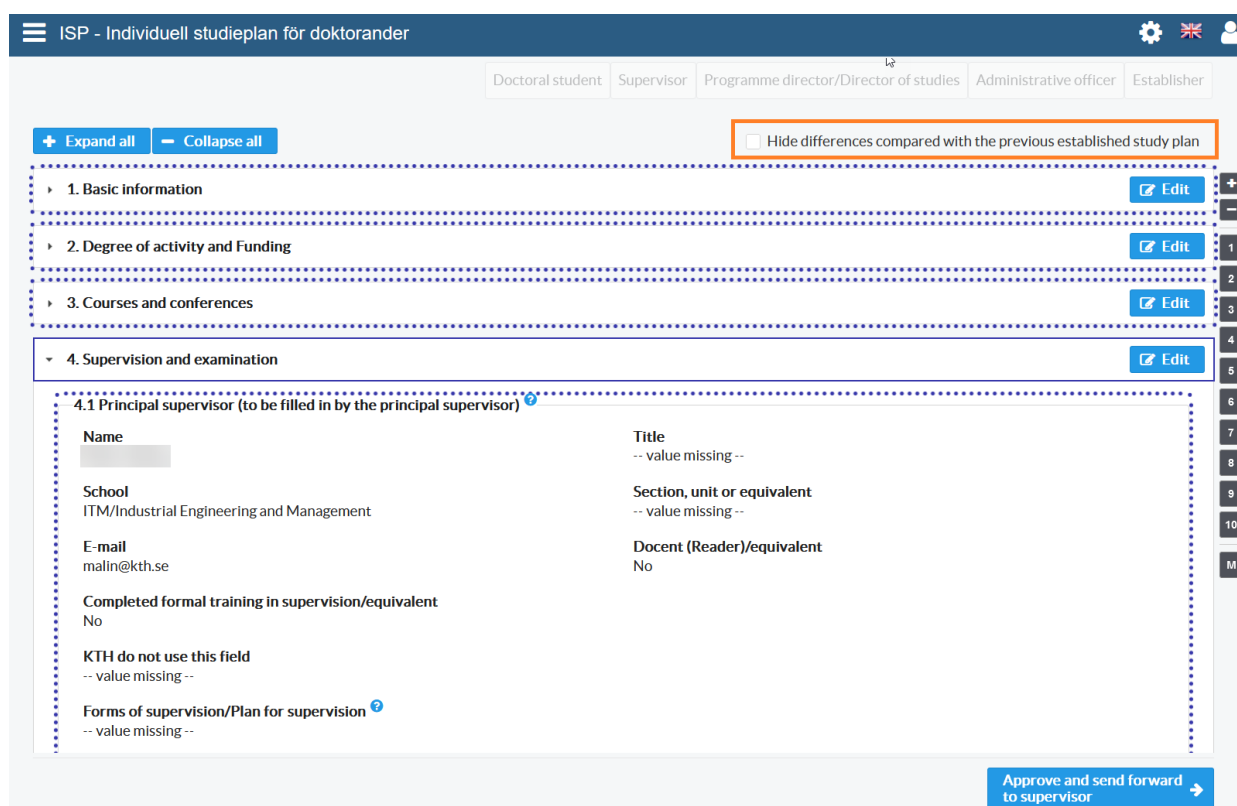 ISP - Individuell studieplan för doktorander
Doctoral student Supervisor Programme director/Director of studies Administrative officer Establisher
Expand all Collapse all
Hide differences compared with the previous established study plan
1. Basic information Edit
2. Degree of activity and Funding Edit
3. Courses and conferences Edit
4. Supervision and examination Edit
4.1 Principal supervisor (to be filled in by the principal supervisor)
Name Title
-- value missing --
School Section, unit or equivalent
ITM/Industrial Engineering and Management -- value missing --
E-mail Docent (Reader)/equivalent
malin@kth.se No
Completed formal training in supervision/equivalent
No
KTH do not use this field
-- value missing --
Forms of supervision/Plan for supervision
-- value missing --
Approve and send forward
to supervisor
+
−
1
2
3
4
5
6
7
8
9
10
M